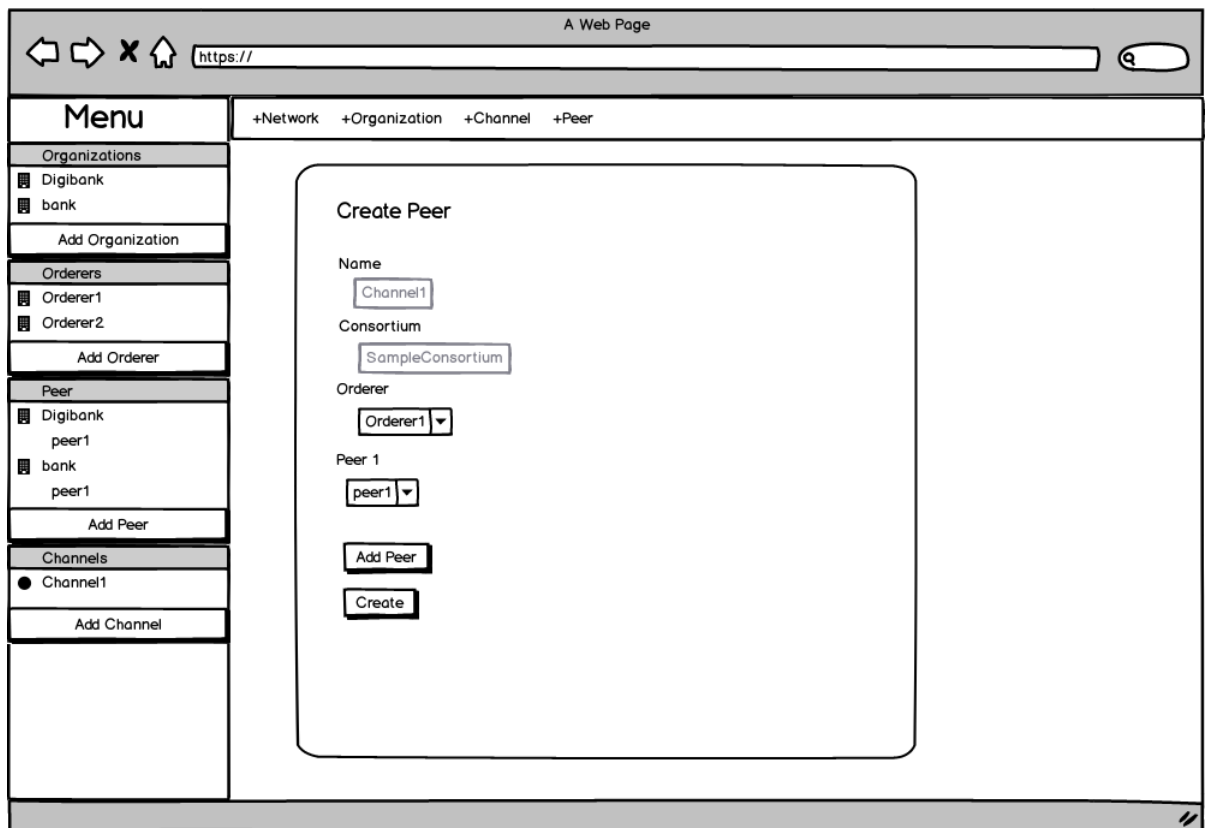 A Web Page
https://
Menu
+Network +Organization +Channel +Peer
Organizations
Digibank
bank
Add Organization
Orderers
Orderer1
Orderer2
Add Orderer
Peer
Digibank
peer1
bank
peer1
Add Peer
Channels
Channel1
Add Channel
Create Peer
Name
Channel1
Consortium
SampleConsortium
Orderer
Orderer1
Peer 1
peer1
Add Peer
Create